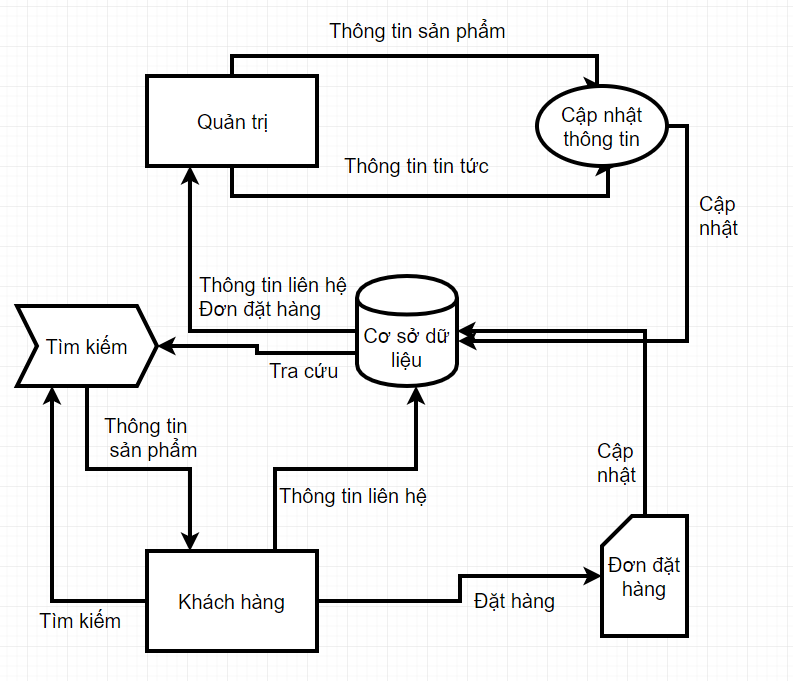 Thông tin sản phẩm
Quản trị
Cập nhật
thông tin
Thông tin tin tức
Cập
nhật
Thông tin liên hệ
Đơn đặt hàng
Cơ sở dữ
liệu
Tìm kiếm
Tra cứu
Thông tin
sản phẩm
Thông tin liên hệ
Cập
nhật
Đơn đặt
hàng
Khách hàng
Đặt hàng
Tìm kiếm